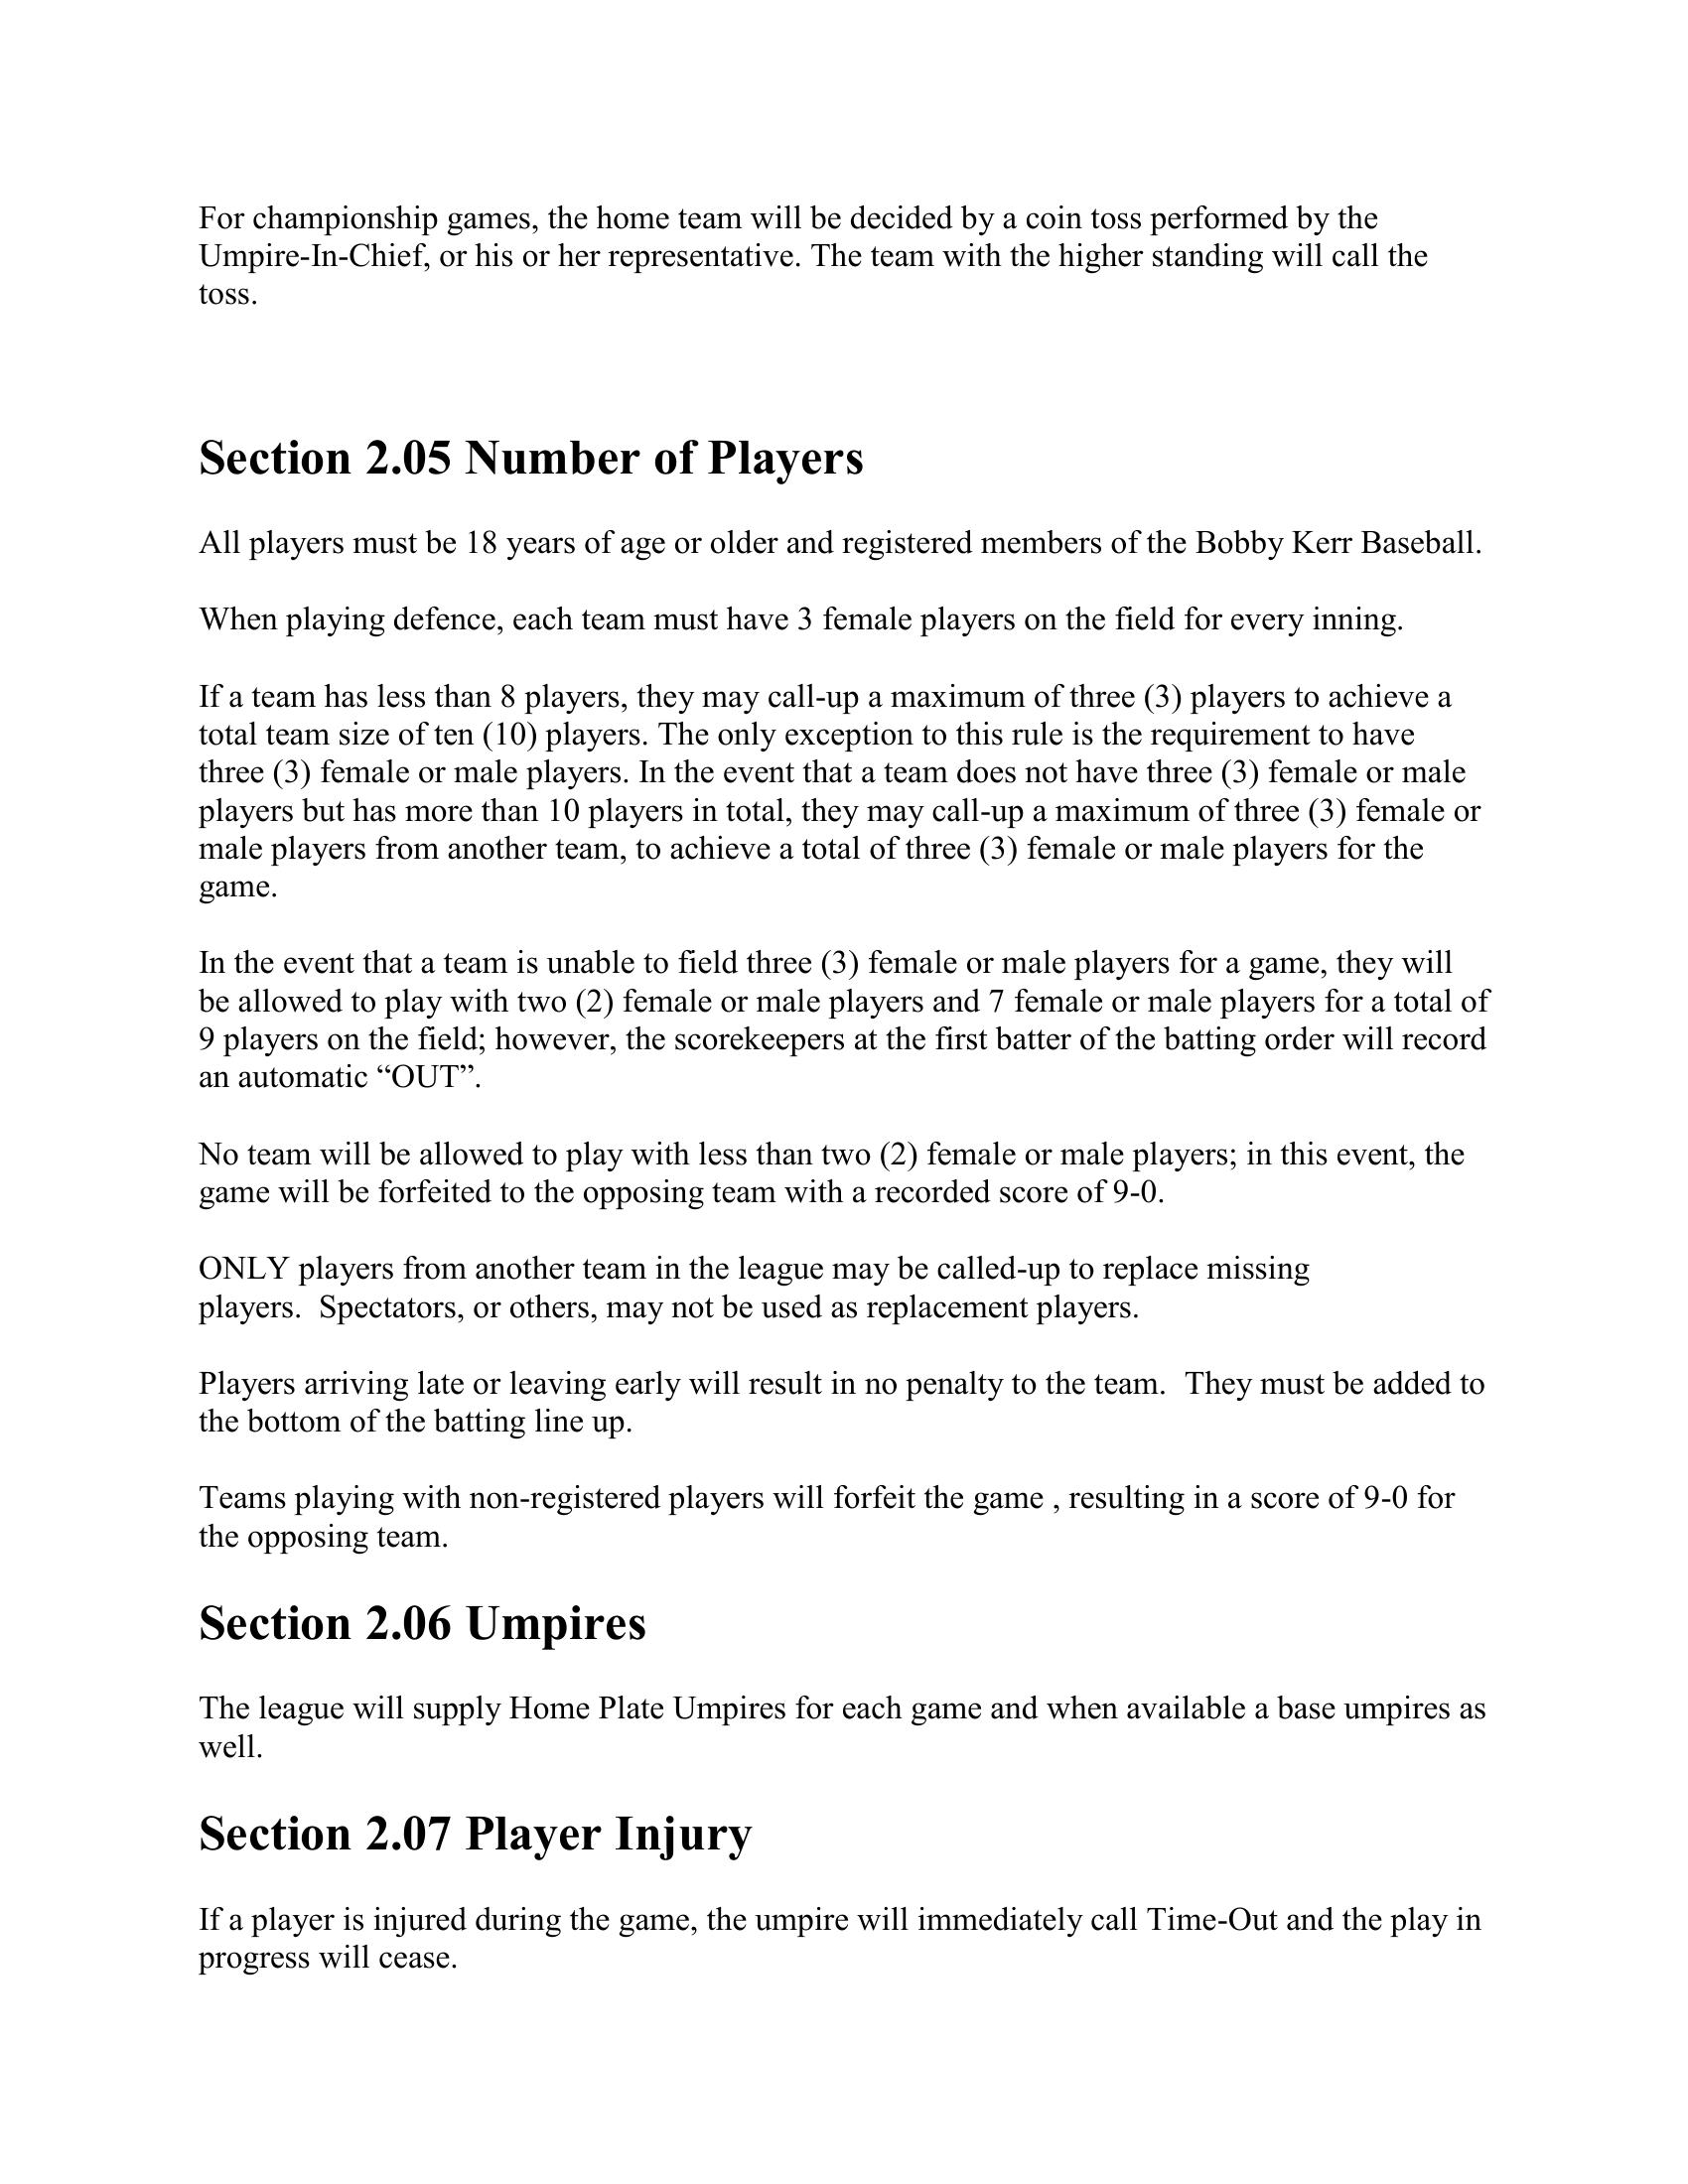 For championship games, the home team will be decided by a coin toss performed by the
Umpire-In-Chief, or his or her representative. The team with the higher standing will call the
toss.
Section 2.05 Number of Players
All players must be 18 years of age or older and registered members of the Bobby Kerr Baseball.
When playing defence, each team must have 3 female players on the field for every inning.
If a team has less than 8 players, they may call-up a maximum of three (3) players to achieve a
total team size of ten (10) players. The only exception to this rule is the requirement to have
three (3) female or male players. In the event that a team does not have three (3) female or male
players but has more than 10 players in total, they may call-up a maximum of three (3) female or
male players from another team, to achieve a total of three (3) female or male players for the
game.
In the event that a team is unable to field three (3) female or male players for a game, they will
be allowed to play with two (2) female or male players and 7 female or male players for a total of
9 players on the field; however, the scorekeepers at the first batter of the batting order will record
an automatic “OUT”.
No team will be allowed to play with less than two (2) female or male players; in this event, the
game will be forfeited to the opposing team with a recorded score of 9-0.
ONLY players from another team in the league may be called-up to replace missing
players.  Spectators, or others, may not be used as replacement players.
Players arriving late or leaving early will result in no penalty to the team.  They must be added to
the bottom of the batting line up.
Teams playing with non-registered players will forfeit the game , resulting in a score of 9-0 for
the opposing team.
Section 2.06 Umpires
The league will supply Home Plate Umpires for each game and when available a base umpires as
well.
Section 2.07 Player Injury
If a player is injured during the game, the umpire will immediately call Time-Out and the play in
progress will cease.